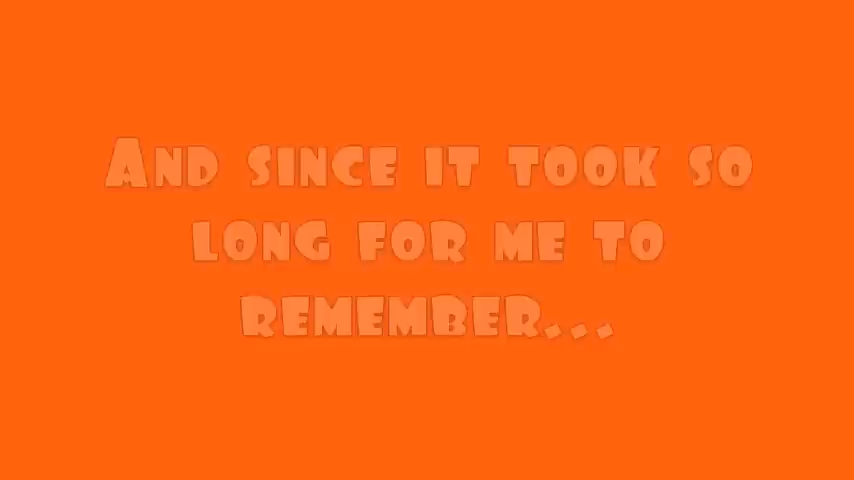 And since it took so
long for me to
remember...